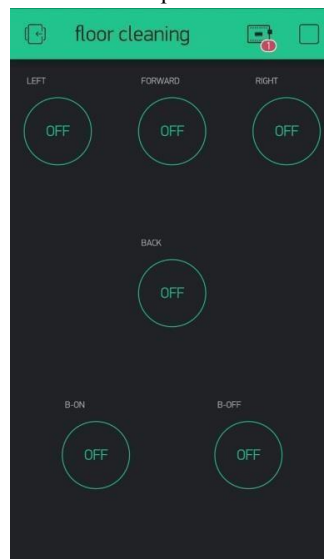 floor cleaning
1
LEFT FORWARD RIGHT
OFF OFF OFF
BACK
OFF
B-ON B-OFF
OFF OFF